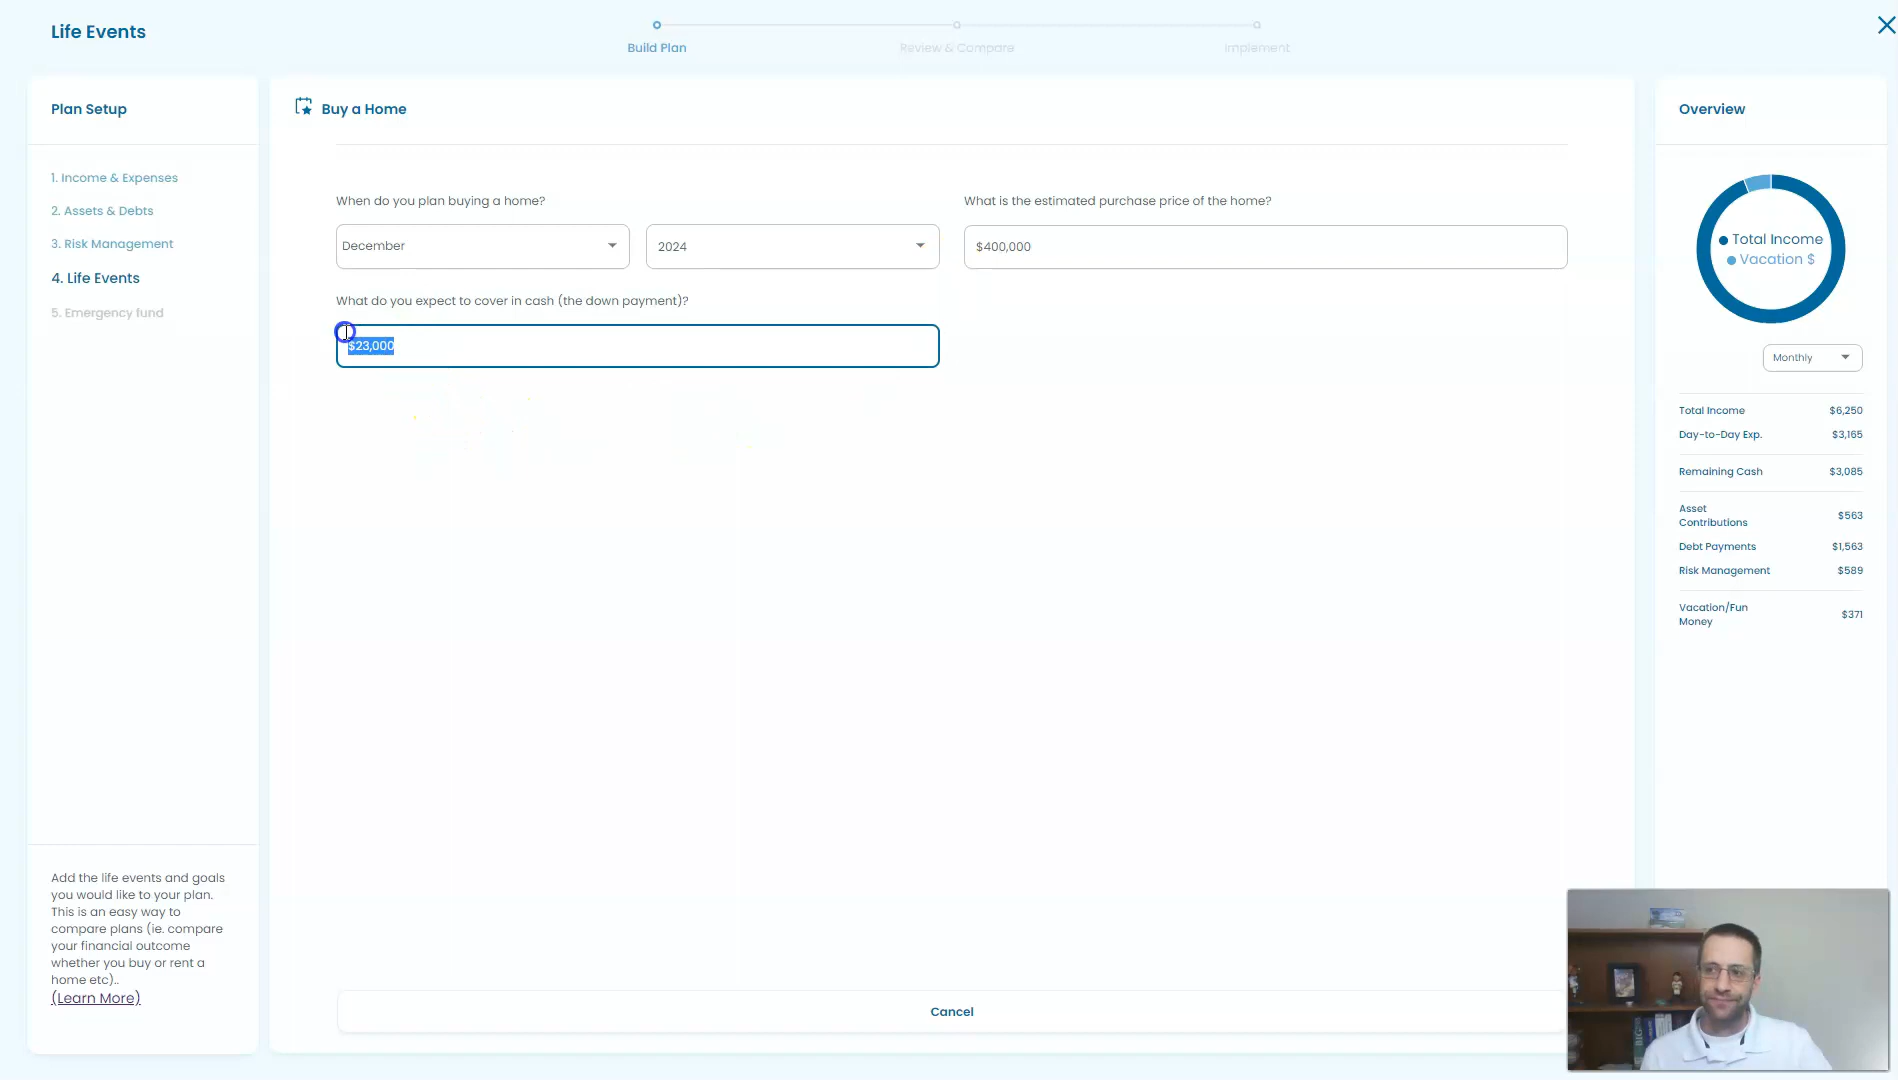 Life Events
Build Plan
Review & Compare
Implement
Plan Setup
1. Income & Expenses
2. Assets & Debts
3. Risk Management
4. Life Events
5. Emergency fund
Add the life events and goals
you would like to your plan.
This is an easy way to
compare plans (ie. compare
your financial outcome
whether you buy or rent a
home etc)..
(Learn More)
Buy a Home
When do you plan buying a home?
December
2024
What is the estimated purchase price of the home?
$400,000
What do you expect to cover in cash (the down payment)?
$23,000
Cancel
Overview
Total Income
Vacation $
Monthly
Total Income $6,250
Day-to-Day Exp. $3,165
Remaining Cash $3,085
Asset
Contributions $563
Debt Payments $1,563
Risk Management $589
Vacation/Fun
Money $371